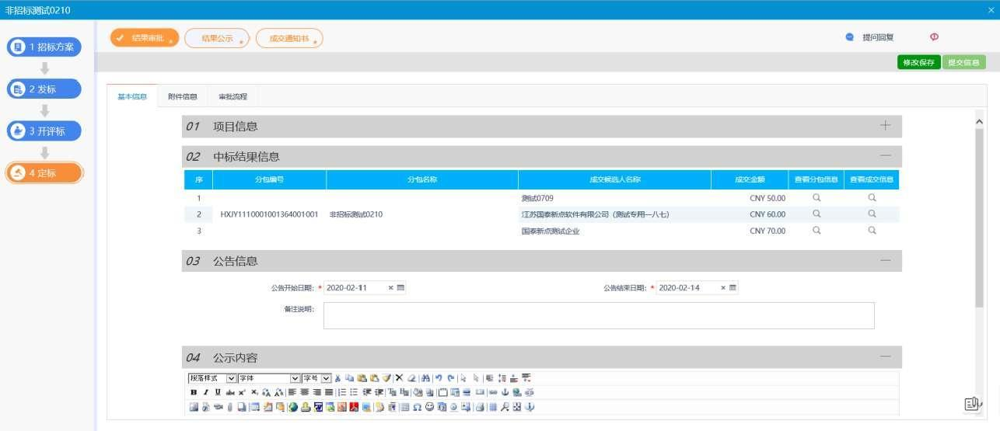 非招标测试0210
1 招标方案
2 发标
3 开评标
4 定标
结果审批 结果公示 成交通知书
提问回复
修改保存 提交信息
基本信息 附件信息 审批流程
01 项目信息
02 中标结果信息
序 分包编号 分包名称 成交候选人名称 成交金额 查看分包信息 查看成交信息
1 测试0709 CNY 50.00
2 HXJY1110001001364001001 非招标测试0210 江苏国泰新点软件有限公司（测试专用一八七） CNY 60.00
3 国泰新点测试企业 CNY 70.00
03 公告信息
公告开始日期： * 2020-02-11 公告结束日期： * 2020-02-14
备注说明：
04 公示内容
段落样式 字体 字号